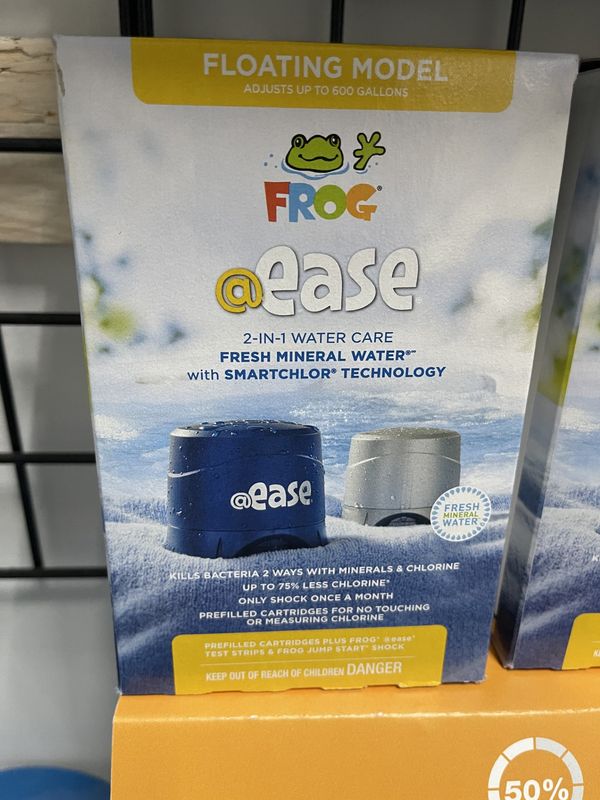 FLOATING MODEL
ADJUSTS UP TO 600 GALLONS
FROG®
@ease®
2-IN-1 WATER CARE
FRESH MINERAL WATER®~
with SMARTCHLOR® TECHNOLOGY
@ease
FRESH
MINERAL
WATER
KILLS BACTERIA 2 WAYS WITH MINERALS & CHLORINE
UP TO 75% LESS CHLORINE*
ONLY SHOCK ONCE A MONTH
PREFILLED CARTRIDGES FOR NO TOUCHING
OR MEASURING CHLORINE
PREFILLED CARTRIDGES PLUS FROG® @ease®
TEST STRIPS & FROG JUMP START® SHOCK
KEEP OUT OF REACH OF CHILDREN DANGER
50%